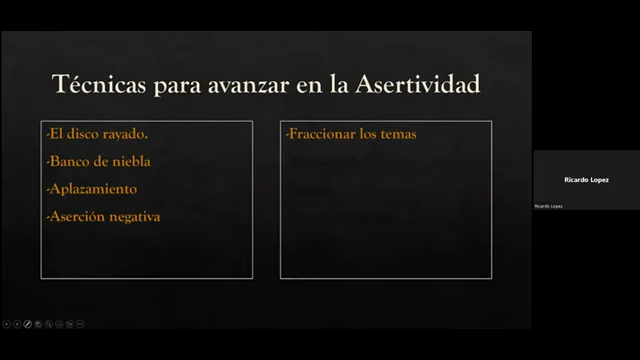 Técnicas para avanzar en la Asertividad
-El disco rayado.
-Banco de niebla
-Aplazamiento
-Aserción negativa
-Fraccionar los temas
Ricardo Lopez
Ricardo Lopez